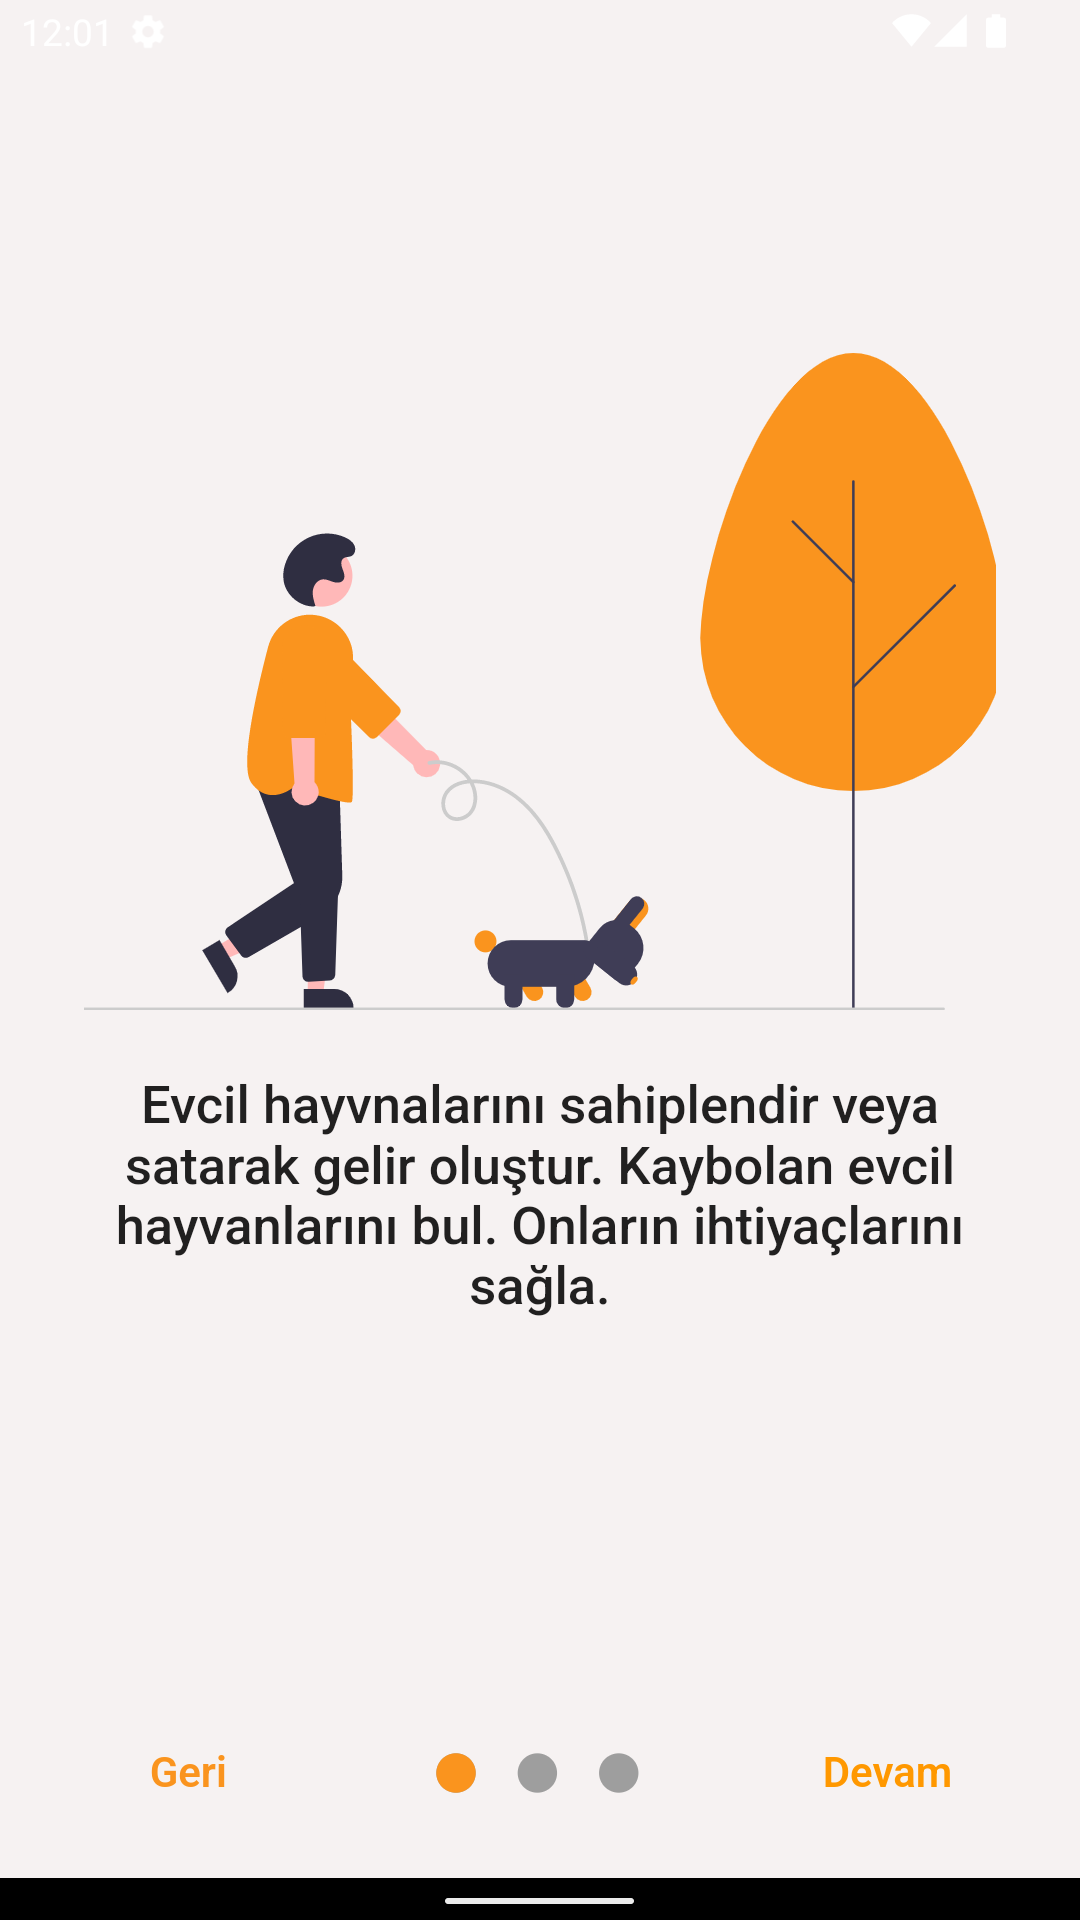 12:01
Evcil hayvnalarını sahiplendir veya
satarak gelir oluştur. Kaybolan evcil
hayvanlarını bul. Onların ihtiyaçlarını
sağla.
Geri
Devam